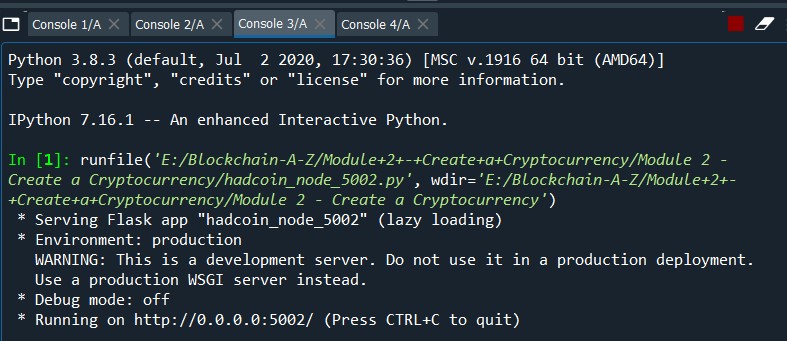 Console 1/A Console 2/A Console 3/A Console 4/A
Python 3.8.3 (default, Jul  2 2020, 17:30:36) [MSC v.1916 64 bit (AMD64)]
Type "copyright", "credits" or "license" for more information.
IPython 7.16.1 -- An enhanced Interactive Python.
In [1]: runfile('E:/Blockchain-A-Z/Module+2+-+Create+a+Cryptocurrency/Module 2 -
Create a Cryptocurrency/hadcoin_node_5002.py', wdir='E:/Blockchain-A-Z/Module+2+-
+Create+a+Cryptocurrency/Module 2 - Create a Cryptocurrency')
* Serving Flask app "hadcoin_node_5002" (lazy loading)
* Environment: production
WARNING: This is a development server. Do not use it in a production deployment.
Use a production WSGI server instead.
* Debug mode: off
* Running on http://0.0.0.0:5002/ (Press CTRL+C to quit)